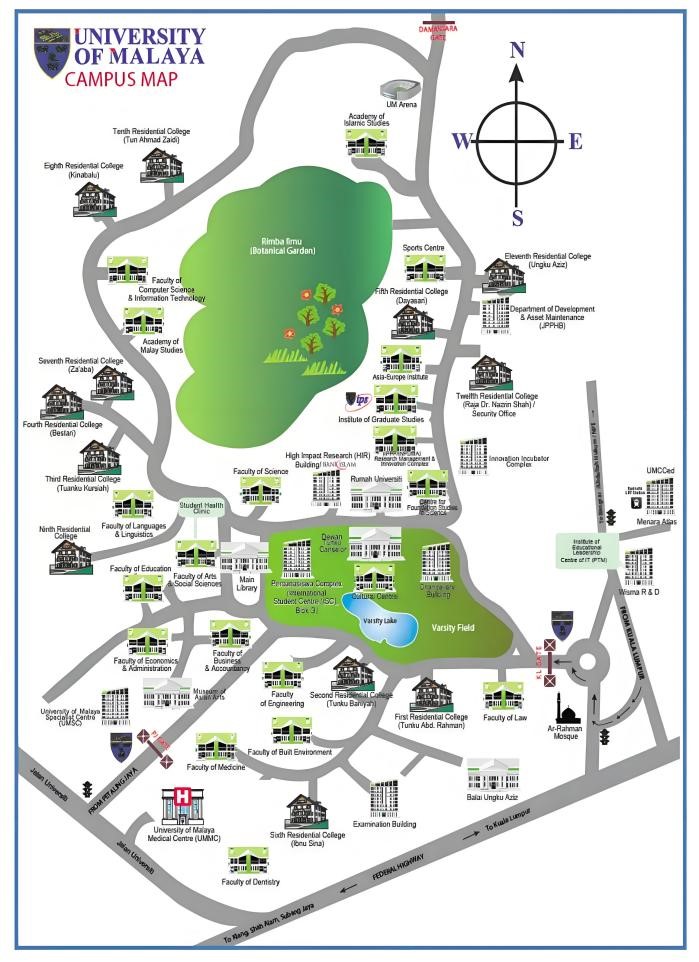 UNIVERSITY
OF MALAYA
CAMPUS MAP
DAMANSARA
GATE
N
W
E
S
UM Arena
Academy of
Islamic Studies
Tenth Residential College
(Tun Ahmad Zaidi)
Eighth Residential College
(Kinabalu)
Rimba Ilmu
(Botanical Garden)
Sports Centre
Eleventh Residential College
(Ungku Aziz)
Faculty of
Computer Science
& Information Technology
Fifth Residential College
(Dayasari)
Department of Development
& Asset Maintenance
(JPPHB)
Academy of
Malay Studies
Seventh Residential College
(Za'aba)
Asia-Europe Institute
Twelfth Residential College
(Raja Dr. Nazrin Shah) /
Security Office
Fourth Residential College
(Bestari)
ips
Institute of Graduate Studies
Third Residential College
(Tuanku Kursiah)
High Impact Research (HIR)
Building/ BANK ISLAM
Research Management &
Innovation Complex
Innovation Incubator
Complex
Faculty of Science
Rumah Universiti
Centre for
Foundation Studies
in Science
UMCCed
Menara Atlas
Faculty of Languages
& Linguistics
Student Health
Clinic
Ninth Residential
College
Dewan
Tunku
Canselor
Institute of
Educational
Leadership
Centre of IT (PTM)
Faculty of Education
Faculty of Arts
& Social Sciences
Main
Library
Perdanasiswa Complex
(International
Student Centre (ISC),
Blok D)
Cultural Centre
Chancellery
Building
Wisma R & D
Varsity Lake
Varsity Field
FROM KUALA LUMPUR
KL GATE
Faculty of Economics
& Administration
Faculty of
Business
& Accountancy
Museum of
Asian Arts
Faculty
of Engineering
Second Residential College
(Tunku Bahiyah)
First Residential College
(Tunku Abd. Rahman)
Faculty of Law
Ar-Rahman
Mosque
University of Malaya
Specialist Centre
(UMSC)
PJ GATE
Faculty of Medicine
Faculty of Built Environment
Balai Ungku Aziz
Jalan Universiti
FROM PETALING JAYA
H
University of Malaya
Medical Centre (UMMC)
Sixth Residential College
(Ibnu Sina)
Examination Building
To Kuala Lumpur
Jalan Universiti
Faculty of Dentistry
FEDERAL HIGHWAY
To Klang, Shah Alam, Subang Jaya